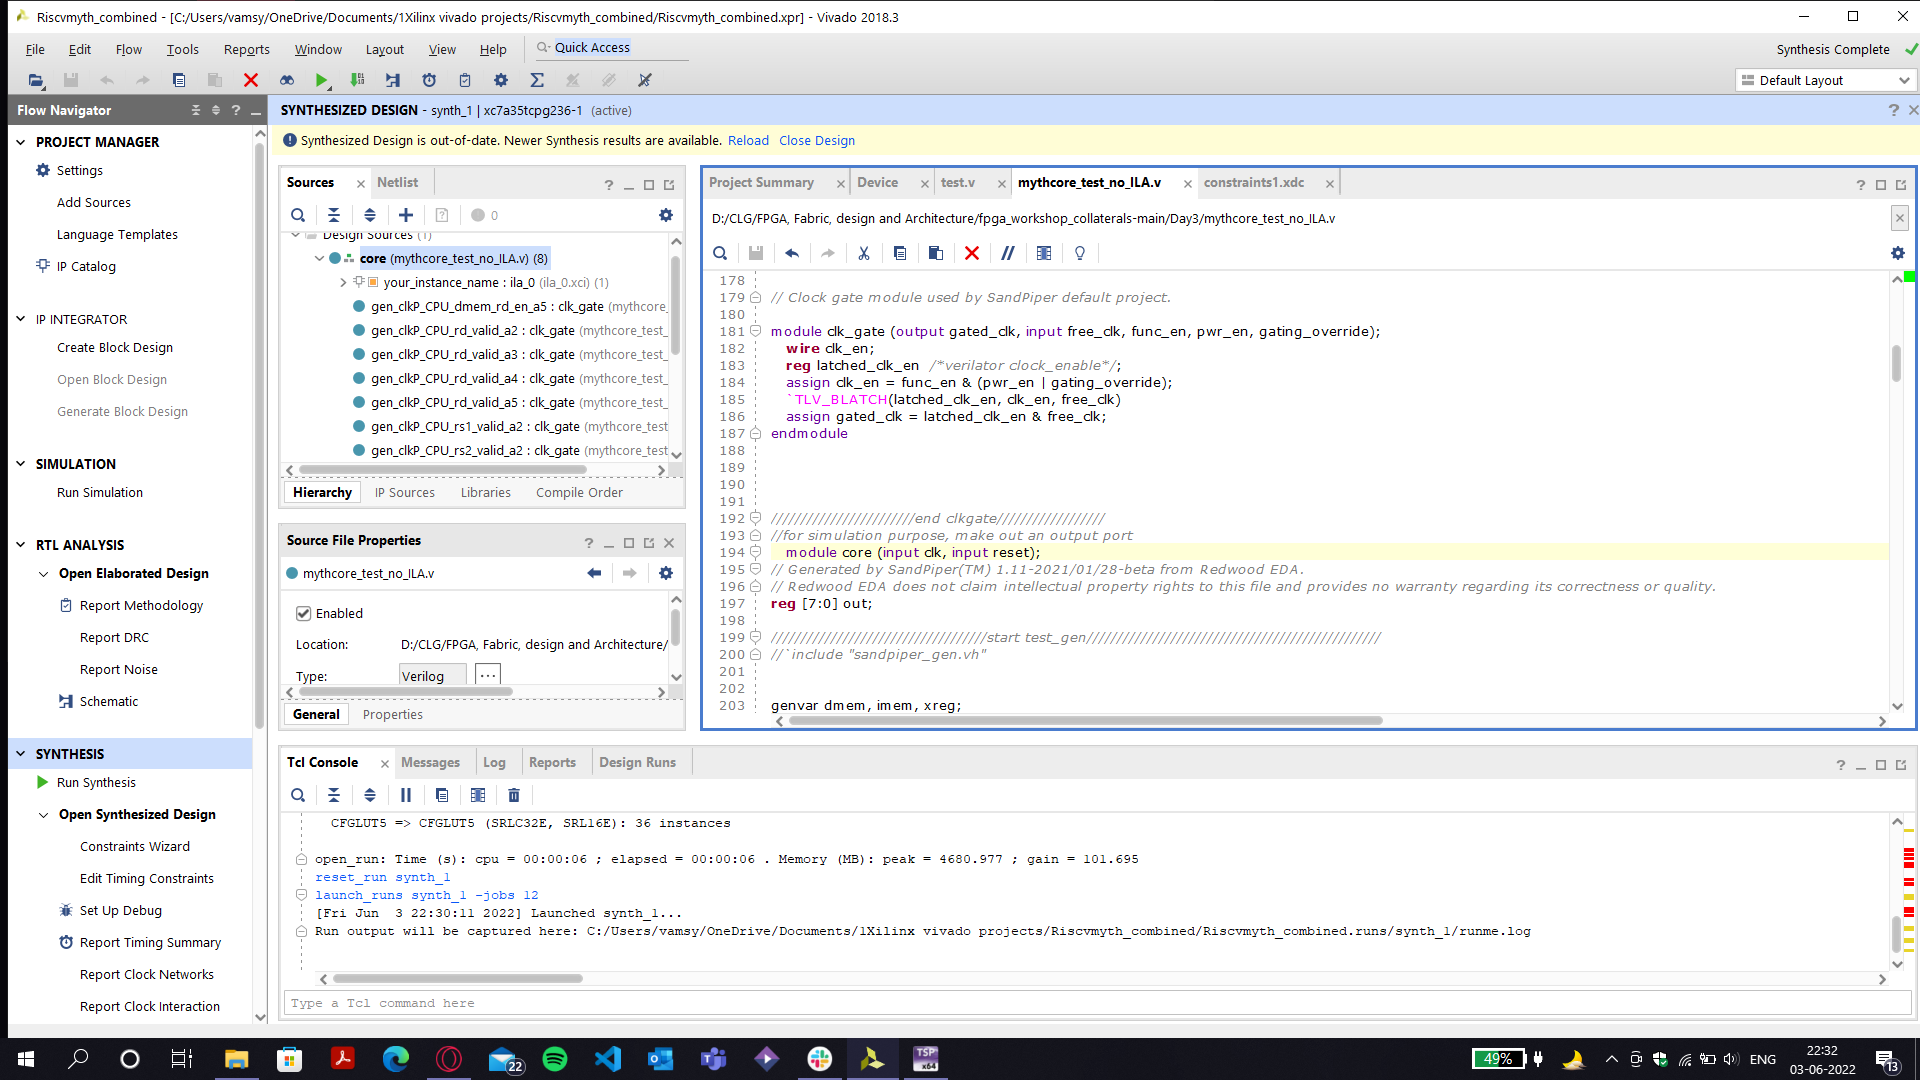 Riscvmyth_combined - [C:/Users/vamsy/OneDrive/Documents/1Xilinx vivado projects/Riscvmyth_combined/Riscvmyth_combined.xpr] - Vivado 2018.3
File Edit Flow Tools Reports Window Layout View Help Quick Access
Synthesis Complete
Default Layout
Flow Navigator
PROJECT MANAGER
Settings
Add Sources
Language Templates
IP Catalog
IP INTEGRATOR
Create Block Design
Open Block Design
Generate Block Design
SIMULATION
Run Simulation
RTL ANALYSIS
Open Elaborated Design
Report Methodology
Report DRC
Report Noise
Schematic
SYNTHESIS
Run Synthesis
Open Synthesized Design
Constraints Wizard
Edit Timing Constraints
Set Up Debug
Report Timing Summary
Report Clock Networks
Report Clock Interaction
SYNTHESIZED DESIGN - synth_1 | xc7a35tcpg236-1 (active)
Synthesized Design is out-of-date. Newer Synthesis results are available. Reload Close Design
Sources Netlist
0
Design Sources (1)
core (mythcore_test_no_ILA.v) (8)
your_instance_name : ila_0 (ila_0.xci) (1)
gen_clkP_CPU_dmem_rd_en_a5 : clk_gate (mythcore_
gen_clkP_CPU_rd_valid_a2 : clk_gate (mythcore_test_
gen_clkP_CPU_rd_valid_a3 : clk_gate (mythcore_test_
gen_clkP_CPU_rd_valid_a4 : clk_gate (mythcore_test_
gen_clkP_CPU_rd_valid_a5 : clk_gate (mythcore_test_
gen_clkP_CPU_rs1_valid_a2 : clk_gate (mythcore_test
gen_clkP_CPU_rs2_valid_a2 : clk_gate (mythcore_test
Hierarchy IP Sources Libraries Compile Order
Source File Properties
mythcore_test_no_ILA.v
Enabled
Location: D:/CLG/FPGA, Fabric, design and Architecture/
Type: Verilog ...
General Properties
Project Summary Device test.v mythcore_test_no_ILA.v constraints1.xdc
D:/CLG/FPGA, Fabric, design and Architecture/fpga_workshop_collaterals-main/Day3/mythcore_test_no_ILA.v
178
179 // Clock gate module used by SandPiper default project.
180
181 module clk_gate (output gated_clk, input free_clk, func_en, pwr_en, gating_override);
182 wire clk_en;
183 reg latched_clk_en /*verilator clock_enable*/;
184 assign clk_en = func_en & (pwr_en | gating_override);
185 `TLV_BLATCH(latched_clk_en, clk_en, free_clk)
186 assign gated_clk = latched_clk_en & free_clk;
187 endmodule
188
189
190
191
192 ////////////////////////end clkgate//////////////////
193 //for simulation purpose, make out an output port
194 module core (input clk, input reset);
195 // Generated by SandPiper(TM) 1.11-2021/01/28-beta from Redwood EDA.
196 // Redwood EDA does not claim intellectual property rights to this file and provides no warranty regarding its correctness or quality.
197 reg [7:0] out;
198
199 ////////////////////////////////////start test_gen/////////////////////////////////////////////////
200 //`include "sandpiper_gen.vh"
201
202
203 genvar dmem, imem, xreg;
Tcl Console Messages Log Reports Design Runs
CFGLUT5 => CFGLUT5 (SRLC32E, SRL16E): 36 instances
open_run: Time (s): cpu = 00:00:06 ; elapsed = 00:00:06 . Memory (MB): peak = 4680.977 ; gain = 101.695
reset_run synth_1
launch_runs synth_1 -jobs 12
[Fri Jun  3 22:30:11 2022] Launched synth_1...
Run output will be captured here: C:/Users/vamsy/OneDrive/Documents/1Xilinx vivado projects/Riscvmyth_combined/Riscvmyth_combined.runs/synth_1/runme.log
Type a Tcl command here
22
TSP x64
49%
ENG
22:32
03-06-2022
13